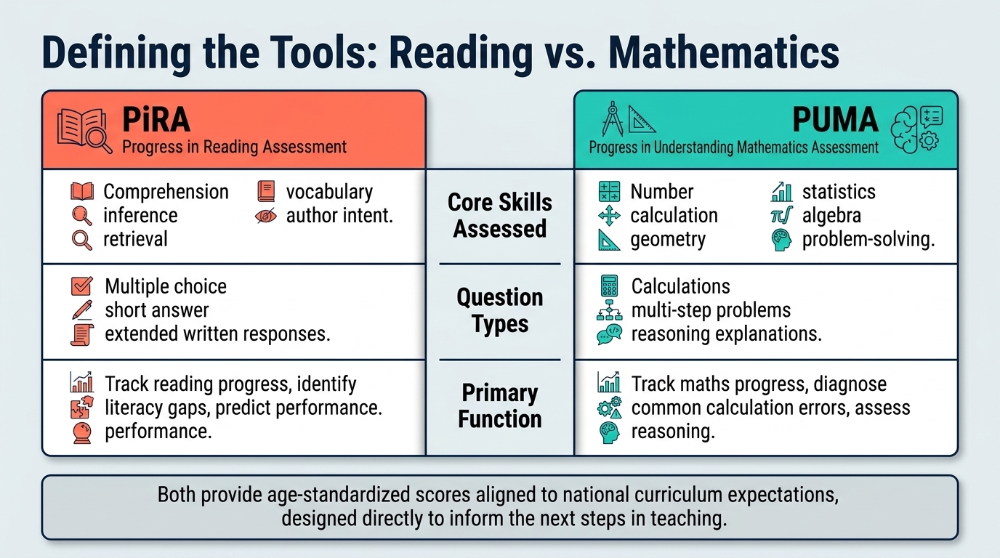 Defining the Tools: Reading vs. Mathematics
PiRA
Progress in Reading Assessment
PUMA
Progress in Understanding Mathematics Assessment
Comprehension
inference
retrieval
vocabulary
author intent.
Core Skills
Assessed
Number
calculation
geometry
statistics
algebra
problem-solving.
Multiple choice
short answer
extended written responses.
Question
Types
Calculations
multi-step problems
reasoning explanations.
Track reading progress, identify
literacy gaps, predict performance.
performance.
Primary
Function
Track maths progress, diagnose
common calculation errors, assess
reasoning.
Both provide age-standardized scores aligned to national curriculum expectations,
designed directly to inform the next steps in teaching.